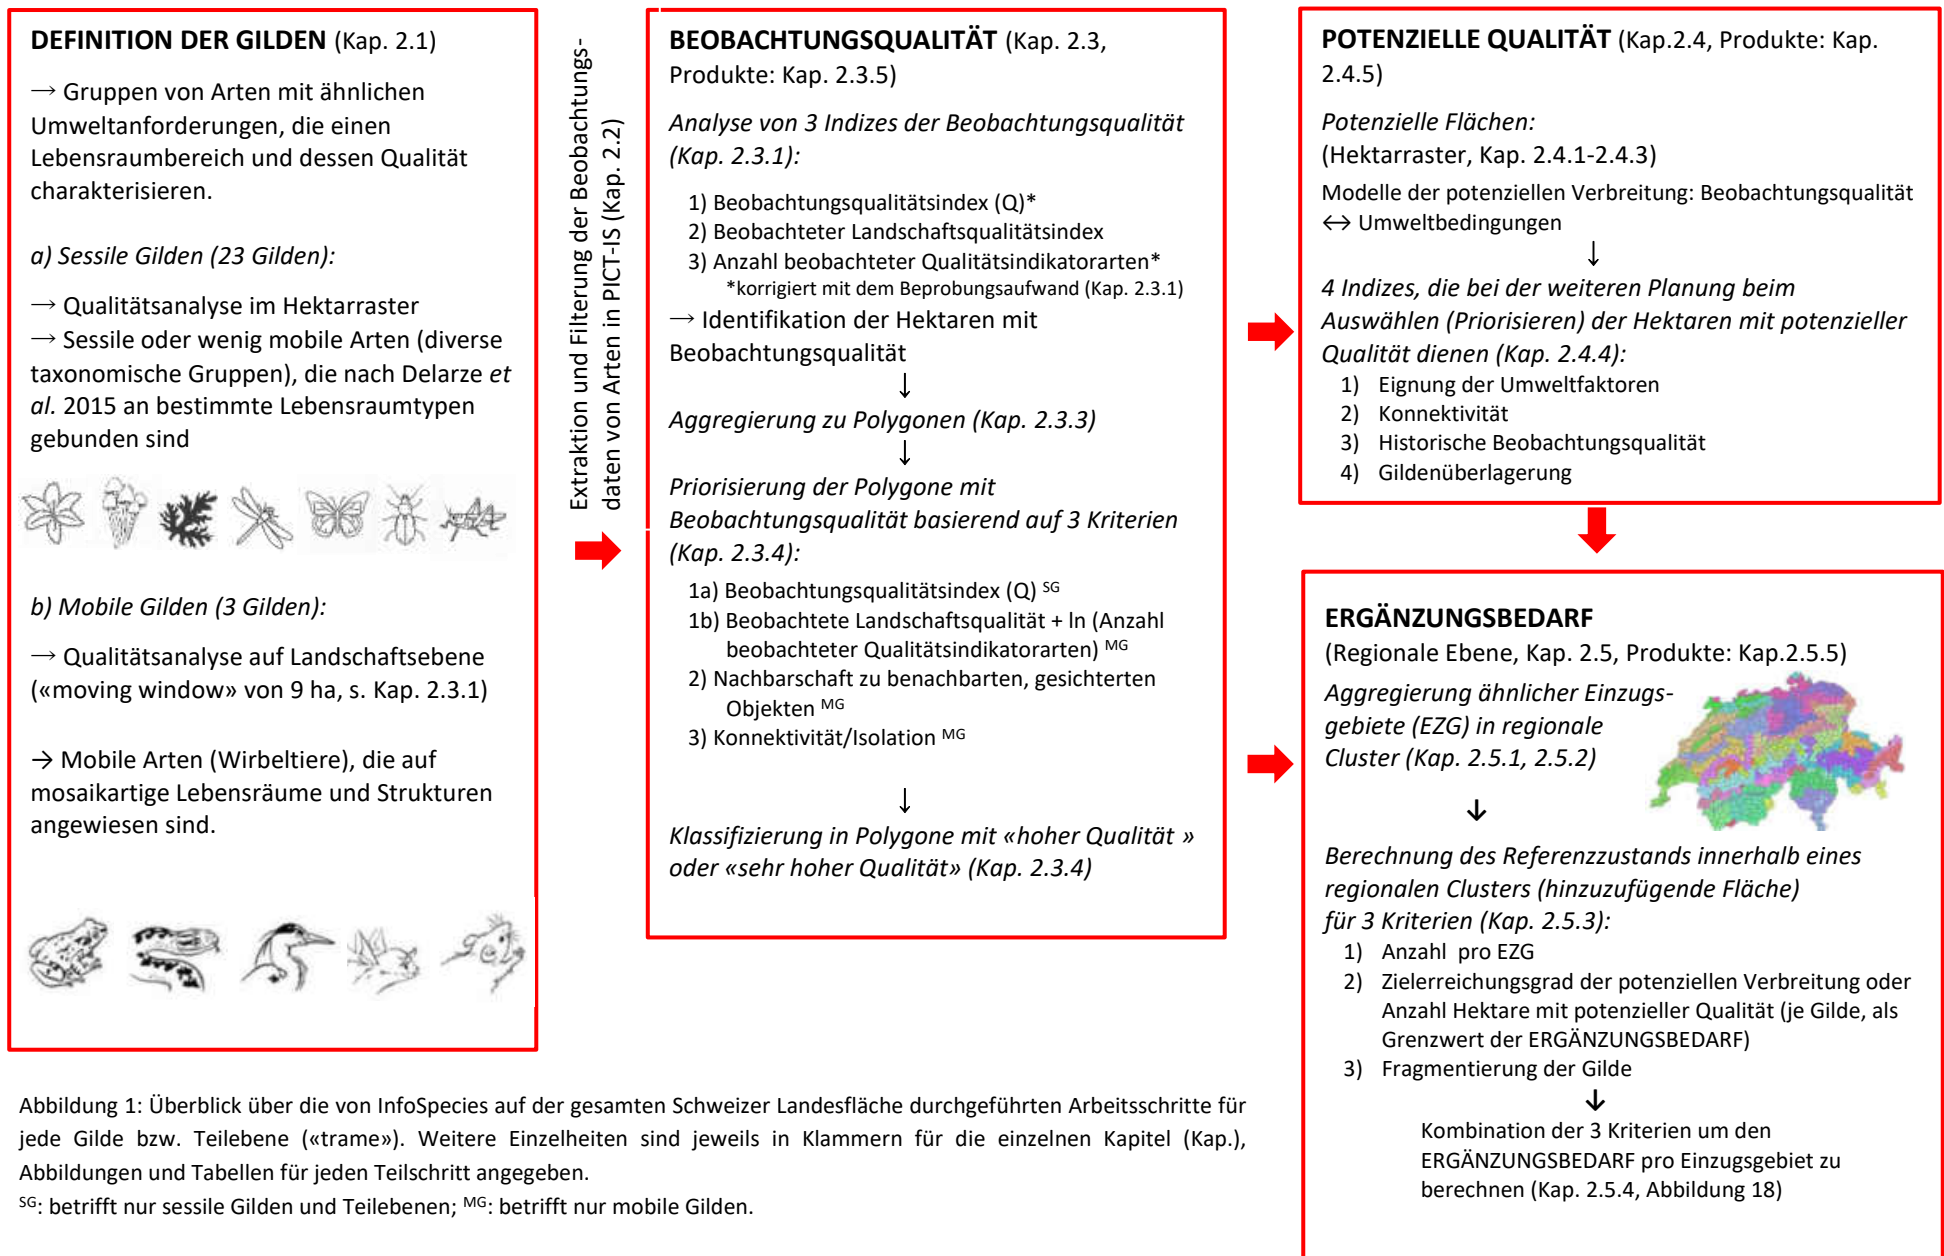 DEFINITION DER GILDEN (Kap. 2.1)
→ Gruppen von Arten mit ähnlichen
Umweltanforderungen, die einen
Lebensraumbereich und dessen Qualität
charakterisieren.
a) Sessile Gilden (23 Gilden):
→ Qualitätsanalyse im Hektarraster
→ Sessile oder wenig mobile Arten (diverse
taxonomische Gruppen), die nach Delarze et
al. 2015 an bestimmte Lebensraumtypen
gebunden sind
b) Mobile Gilden (3 Gilden):
→ Qualitätsanalyse auf Landschaftsebene
(«moving window» von 9 ha, s. Kap. 2.3.1)
→ Mobile Arten (Wirbeltiere), die auf
mosaikartige Lebensräume und Strukturen
angewiesen sind.
Extraktion und Filterung der Beobachtungs-
daten von Arten in PICT-IS (Kap. 2.2)
BEOBACHTUNGSQUALITÄT (Kap. 2.3,
Produkte: Kap. 2.3.5)
Analyse von 3 Indizes der Beobachtungsqualität
(Kap. 2.3.1):
1) Beobachtungsqualitätsindex (Q)*
2) Beobachteter Landschaftsqualitätsindex
3) Anzahl beobachteter Qualitätsindikatorarten*
*korrigiert mit dem Beprobungsaufwand (Kap. 2.3.1)
→ Identifikation der Hektaren mit
Beobachtungsqualität
↓
Aggregierung zu Polygonen (Kap. 2.3.3)
↓
Priorisierung der Polygone mit
Beobachtungsqualität basierend auf 3 Kriterien
(Kap. 2.3.4):
1a) Beobachtungsqualitätsindex (Q) SG
1b) Beobachtete Landschaftsqualität + ln (Anzahl
beobachteter Qualitätsindikatorarten) MG
2) Nachbarschaft zu benachbarten, gesicherten
Objekten MG
3) Konnektivität/Isolation MG
↓
Klassifizierung in Polygone mit «hoher Qualität »
oder «sehr hoher Qualität» (Kap. 2.3.4)
POTENZIELLE QUALITÄT (Kap.2.4, Produkte: Kap.
2.4.5)
Potenzielle Flächen:
(Hektarraster, Kap. 2.4.1-2.4.3)
Modelle der potenziellen Verbreitung: Beobachtungsqualität
↔ Umweltbedingungen
↓
4 Indizes, die bei der weiteren Planung beim
Auswählen (Priorisieren) der Hektaren mit potenzieller
Qualität dienen (Kap. 2.4.4):
1) Eignung der Umweltfaktoren
2) Konnektivität
3) Historische Beobachtungsqualität
4) Gildenüberlagerung
ERGÄNZUNGSBEDARF
(Regionale Ebene, Kap. 2.5, Produkte: Kap.2.5.5)
Aggregierung ähnlicher Einzugs-
gebiete (EZG) in regionale
Cluster (Kap. 2.5.1, 2.5.2)
↓
Berechnung des Referenzzustands innerhalb eines
regionalen Clusters (hinzuzufügende Fläche)
für 3 Kriterien (Kap. 2.5.3):
1) Anzahl pro EZG
2) Zielerreichungsgrad der potenziellen Verbreitung oder
Anzahl Hektare mit potenzieller Qualität (je Gilde, als
Grenzwert der ERGÄNZUNGSBEDARF)
3) Fragmentierung der Gilde
↓
Kombination der 3 Kriterien um den
ERGÄNZUNGSBEDARF pro Einzugsgebiet zu
berechnen (Kap. 2.5.4, Abbildung 18)
Abbildung 1: Überblick über die von InfoSpecies auf der gesamten Schweizer Landesfläche durchgeführten Arbeitsschritte für
jede Gilde bzw. Teilebene («trame»). Weitere Einzelheiten sind jeweils in Klammern für die einzelnen Kapitel (Kap.),
Abbildungen und Tabellen für jeden Teilschritt angegeben.
SG: betrifft nur sessile Gilden und Teilebenen; MG: betrifft nur mobile Gilden.